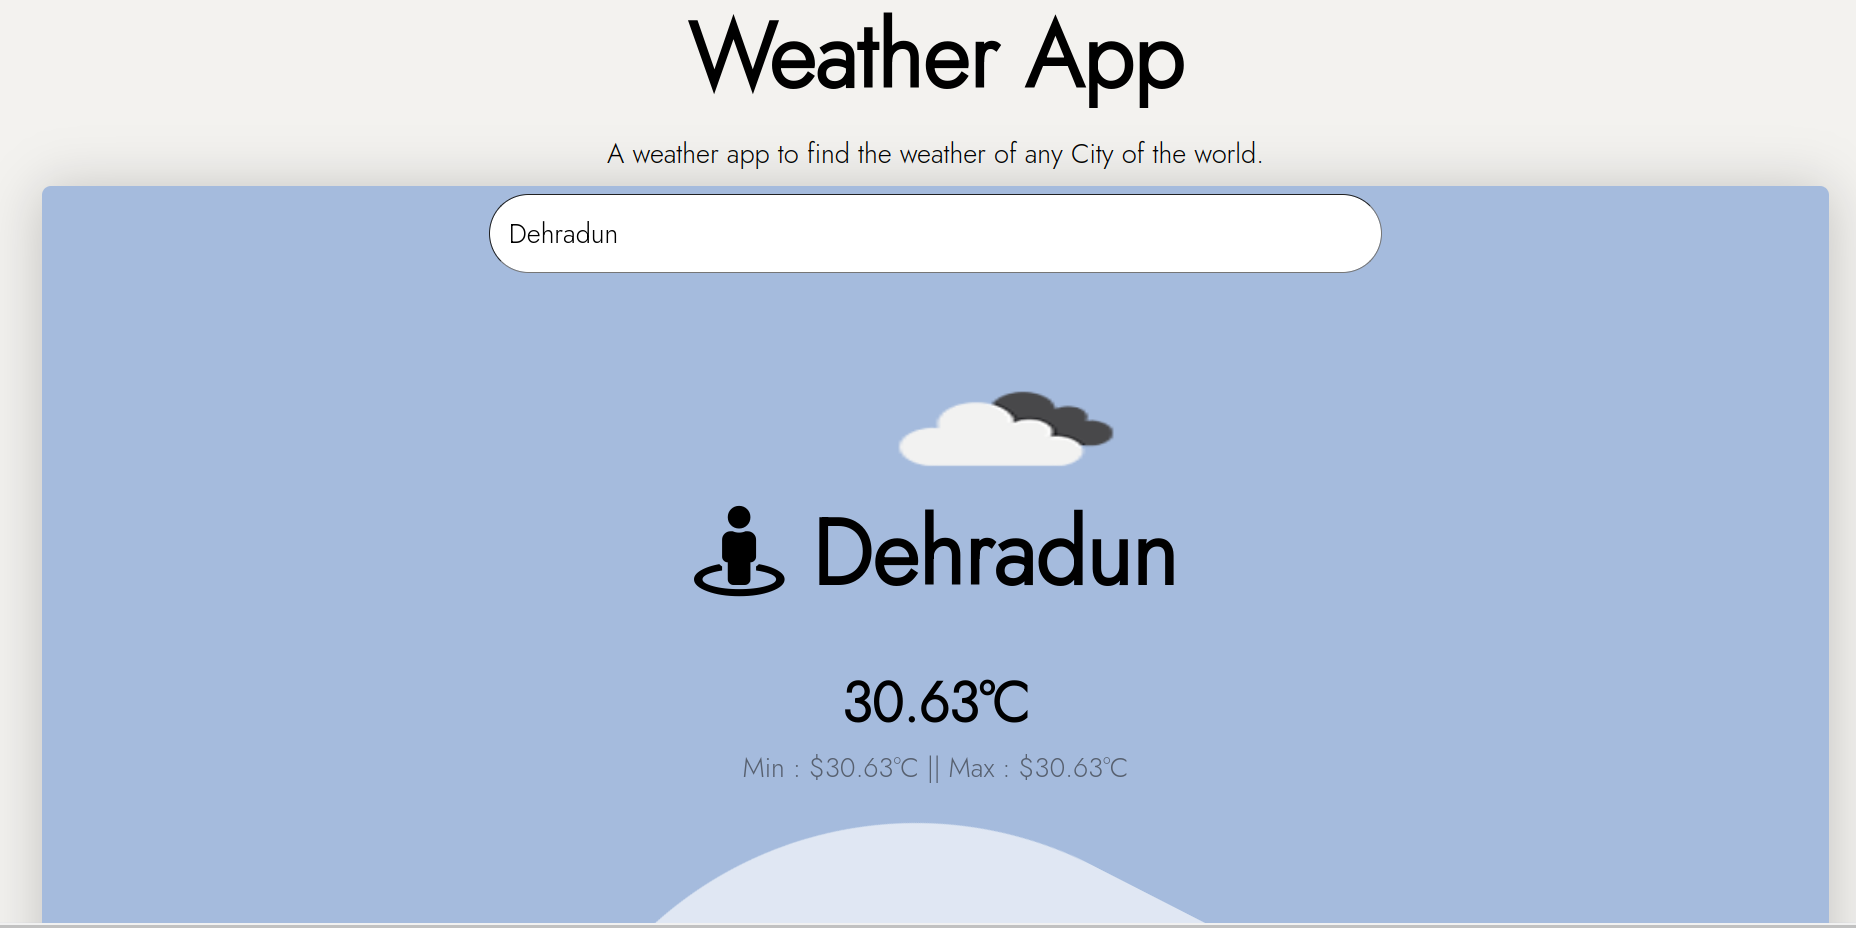 Weather App
A weather app to find the weather of any City of the world.
Dehradun
Dehradun
30.63°C
Min : $30.63°C || Max : $30.63°C